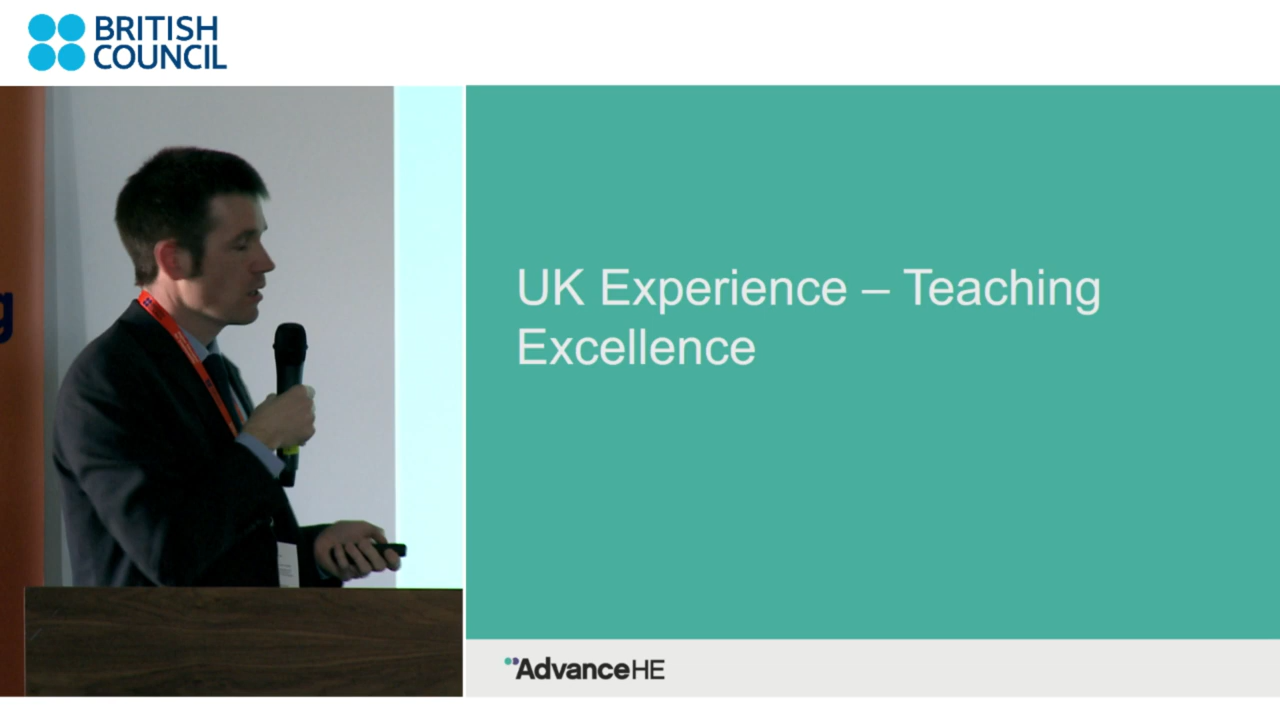 BRITISH
COUNCIL
g
UK Experience – Teaching
Excellence
AdvanceHE